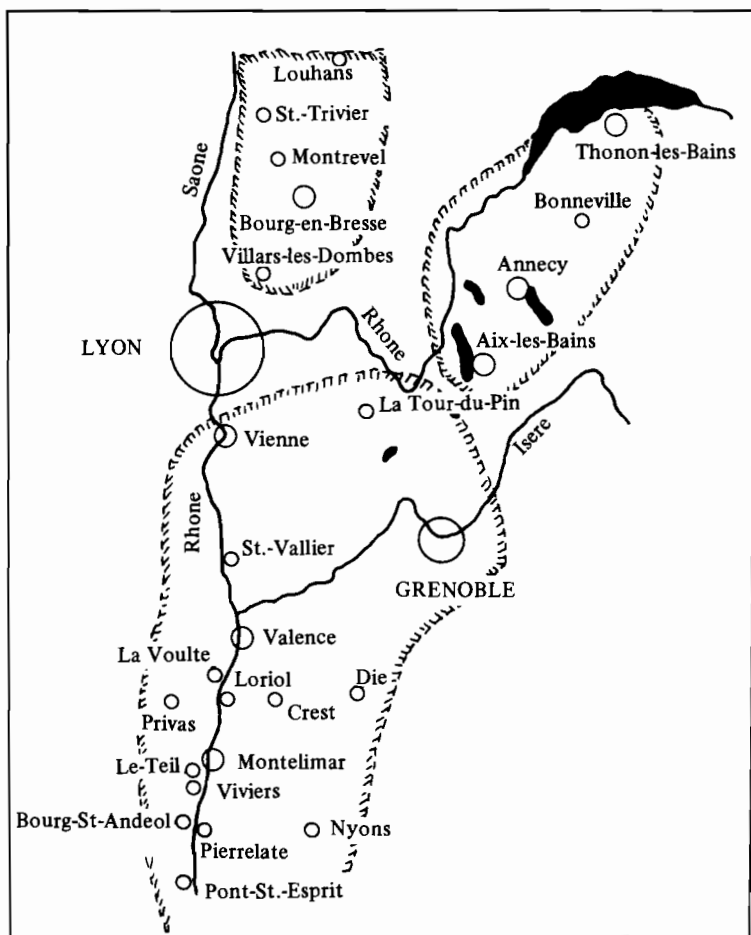 Louhans
St.-Trivier
Montrevel
Bourg-en-Bresse
Villars-les-Dombes
Saone
Thonon-les-Bains
Bonneville
Annecy
Aix-les-Bains
LYON
Rhone
La Tour-du-Pin
Isere
Vienne
Rhone
St.-Vallier
GRENOBLE
Valence
La Voulte
Loriol
Crest
Die
Privas
Montelimar
Le-Teil
Viviers
Bourg-St-Andeol
Pierrelate
Nyons
Pont-St.-Esprit